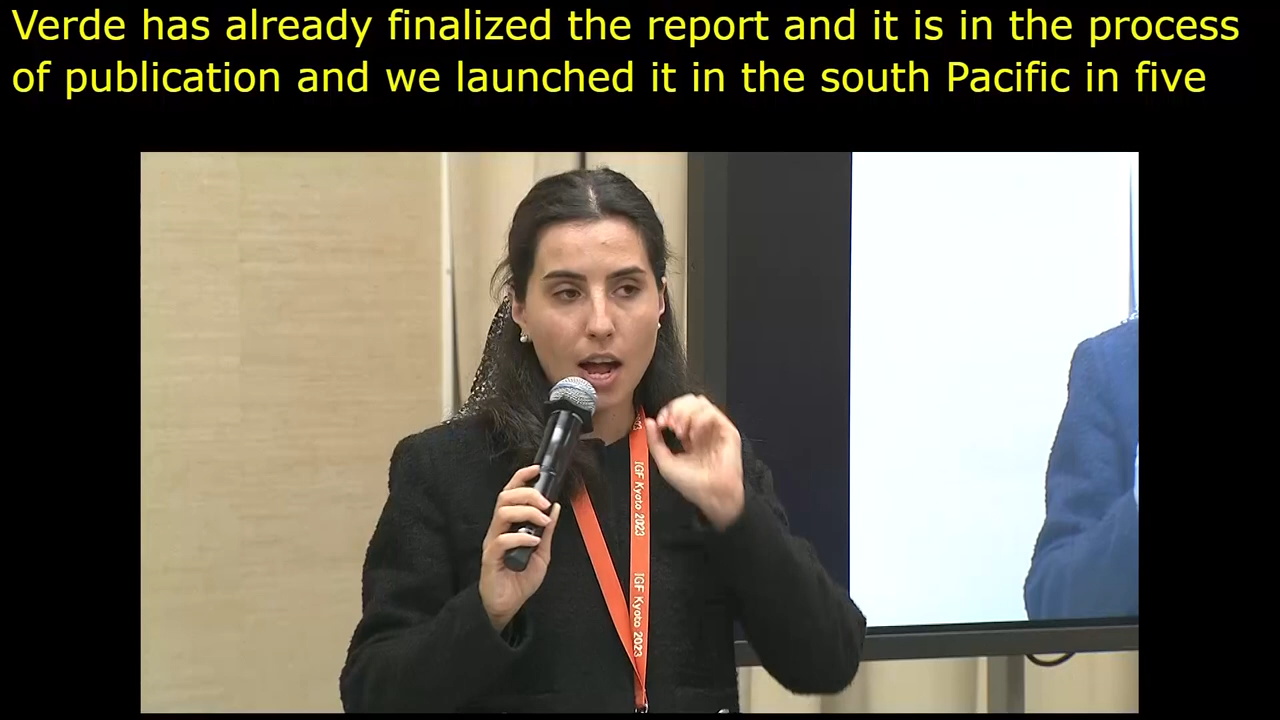 Verde has already finalized the report and it is in the process
of publication and we launched it in the south Pacific in five
IGF Kyoto 2023
IGF Kyoto 2023